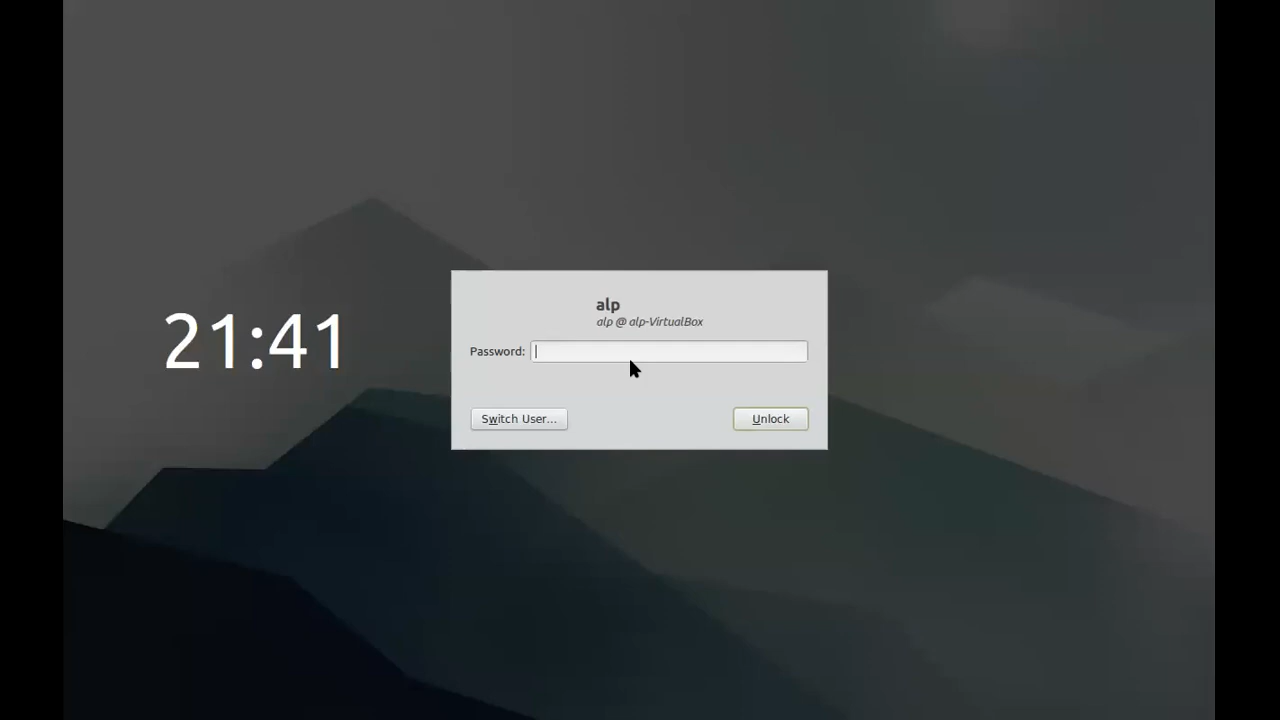 21:41
alp
alp @ alp-VirtualBox
Password:
Switch User...
Unlock